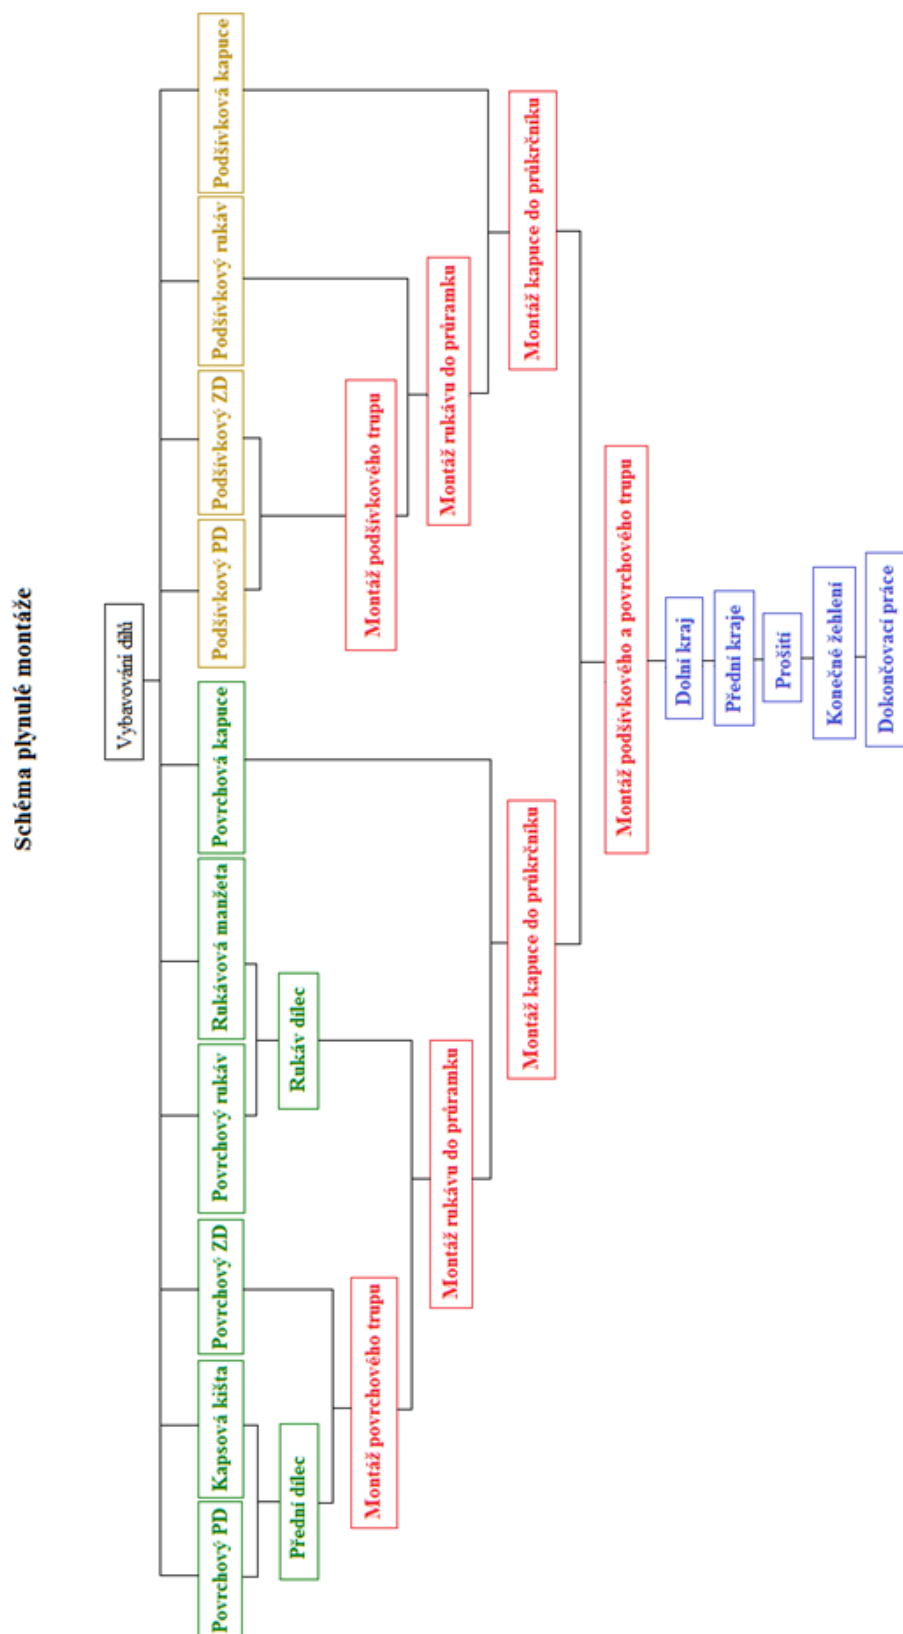 Schéma plynulé montáže
Vybavování dílů
Povrchový PD
Kapsová kišta
Povrchový ZD
Povrchový rukáv
Rukávová manžeta
Povrchová kapuce
Podšívkový PD
Podšívkový ZD
Podšívkový rukáv
Podšívková kapuce
Přední dílec
Rukáv dílec
Montáž povrchového trupu
Montáž podšívkového trupu
Montáž rukávu do průramku
Montáž rukávu do průramku
Montáž kapuce do průkrčníku
Montáž kapuce do průkrčníku
Montáž podšívkového a povrchového trupu
Dolní kraj
Přední kraje
Prošití
Konečné žehlení
Dokončovací práce